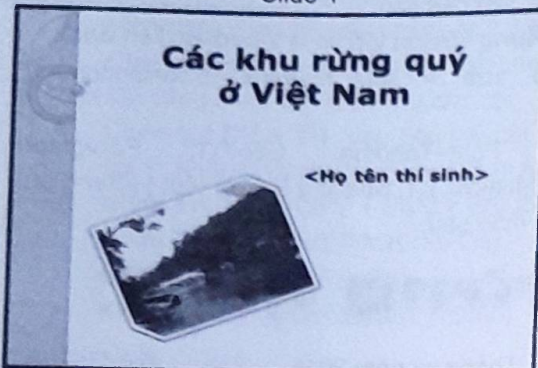 Các khu rừng quý
ở Việt Nam
<Họ tên thí sinh>